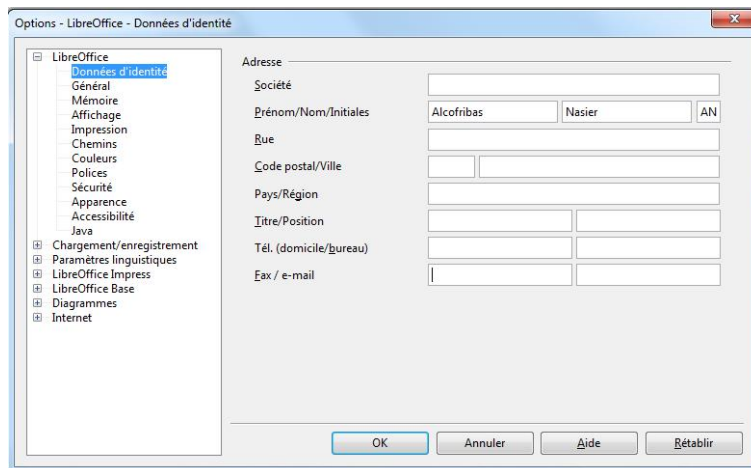 Options - LibreOffice - Données d'identité
LibreOffice
Données d'identité
Général
Mémoire
Affichage
Impression
Chemins
Couleurs
Polices
Sécurité
Apparence
Accessibilité
Java
Chargement/enregistrement
Paramètres linguistiques
LibreOffice Impress
LibreOffice Base
Diagrammes
Internet
Adresse
Société
Prénom/Nom/Initiales Alcofribas Nasier AN
Rue
Code postal/Ville
Pays/Région
Titre/Position
Tél. (domicile/bureau)
Fax / e-mail
OK Annuler Aide Rétablir